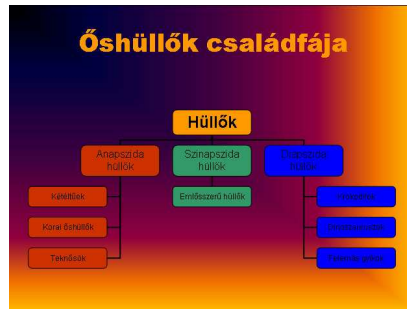 Őshüllők családfája
Hüllők
Anapszida
hüllők
Szinapszida
hüllők
Diapszida
hüllők
Kétéltűek
Emlősszerű hüllők
Korai őshüllők
Teknősök